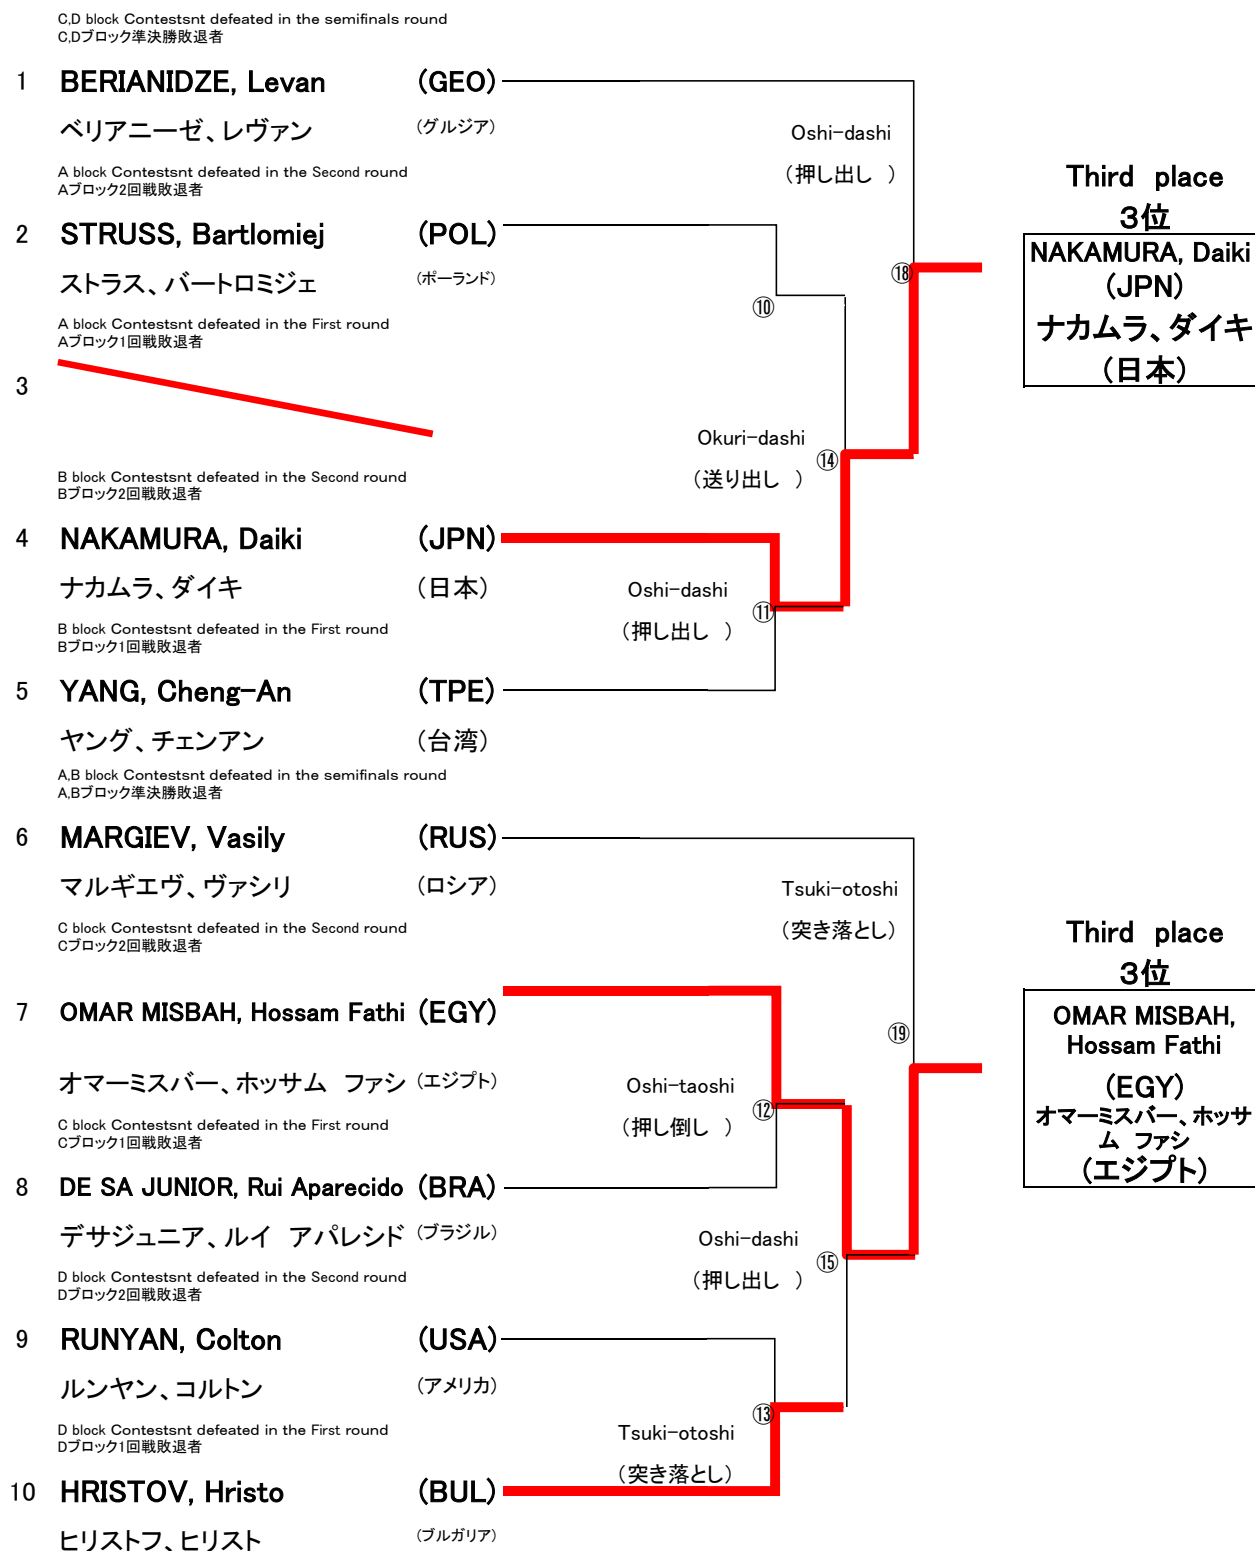 C,D block Contestsnt defeated in the semifinals round
C,Dブロック準決勝敗退者
1 BERIANIDZE, Levan (GEO)
ベリアニーゼ、レヴァン (グルジア)
Oshi-dashi
(押し出し )
A block Contestsnt defeated in the Second round
Aブロック2回戦敗退者
Third place
3位
2 STRUSS, Bartlomiej (POL)
ストラス、バートロミジェ (ポーランド)
⑱
NAKAMURA, Daiki
(JPN)
ナカムラ、ダイキ
(日本)
⑩
A block Contestsnt defeated in the First round
Aブロック1回戦敗退者
3
Okuri-dashi
⑭
(送り出し )
B block Contestsnt defeated in the Second round
Bブロック2回戦敗退者
4 NAKAMURA, Daiki (JPN)
ナカムラ、ダイキ (日本)
Oshi-dashi
⑪
(押し出し )
B block Contestsnt defeated in the First round
Bブロック1回戦敗退者
5 YANG, Cheng-An (TPE)
ヤング、チェンアン (台湾)
A,B block Contestsnt defeated in the semifinals round
A,Bブロック準決勝敗退者
6 MARGIEV, Vasily (RUS)
マルギエヴ、ヴァシリ (ロシア)
Tsuki-otoshi
(突き落とし)
C block Contestsnt defeated in the Second round
Cブロック2回戦敗退者
Third place
3位
7 OMAR MISBAH, Hossam Fathi (EGY)
オマーミスバー、ホッサム ファシ (エジプト)
⑲
OMAR MISBAH,
Hossam Fathi
(EGY)
オマーミスバー、ホッサ
ム ファシ
(エジプト)
Oshi-taoshi
⑫
(押し倒し )
C block Contestsnt defeated in the First round
Cブロック1回戦敗退者
8 DE SA JUNIOR, Rui Aparecido (BRA)
デサジュニア、ルイ アパレシド (ブラジル)
Oshi-dashi
⑮
(押し出し )
D block Contestsnt defeated in the Second round
Dブロック2回戦敗退者
9 RUNYAN, Colton (USA)
ルンヤン、コルトン (アメリカ)
⑬
Tsuki-otoshi
(突き落とし)
D block Contestsnt defeated in the First round
Dブロック1回戦敗退者
10 HRISTOV, Hristo (BUL)
ヒリストフ、ヒリスト (ブルガリア)